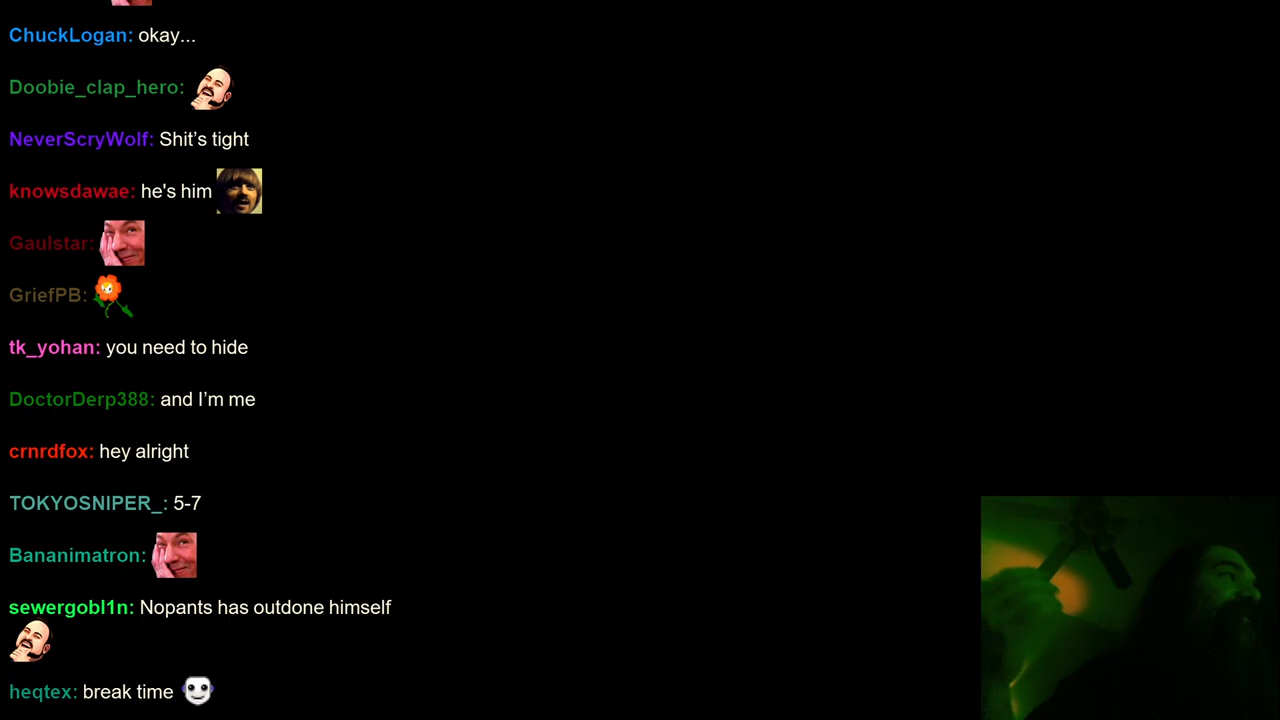 ChuckLogan: okay...
Doobie_clap_hero:
NeverScryWolf: Shit’s tight
knowsdawae: he's him
Gaulstar:
GriefPB:
tk_yohan: you need to hide
DoctorDerp388: and I’m me
crnrdfox: hey alright
TOKYOSNIPER_: 5-7
Bananimatron:
sewergobl1n: Nopants has outdone himself
heqtex: break time